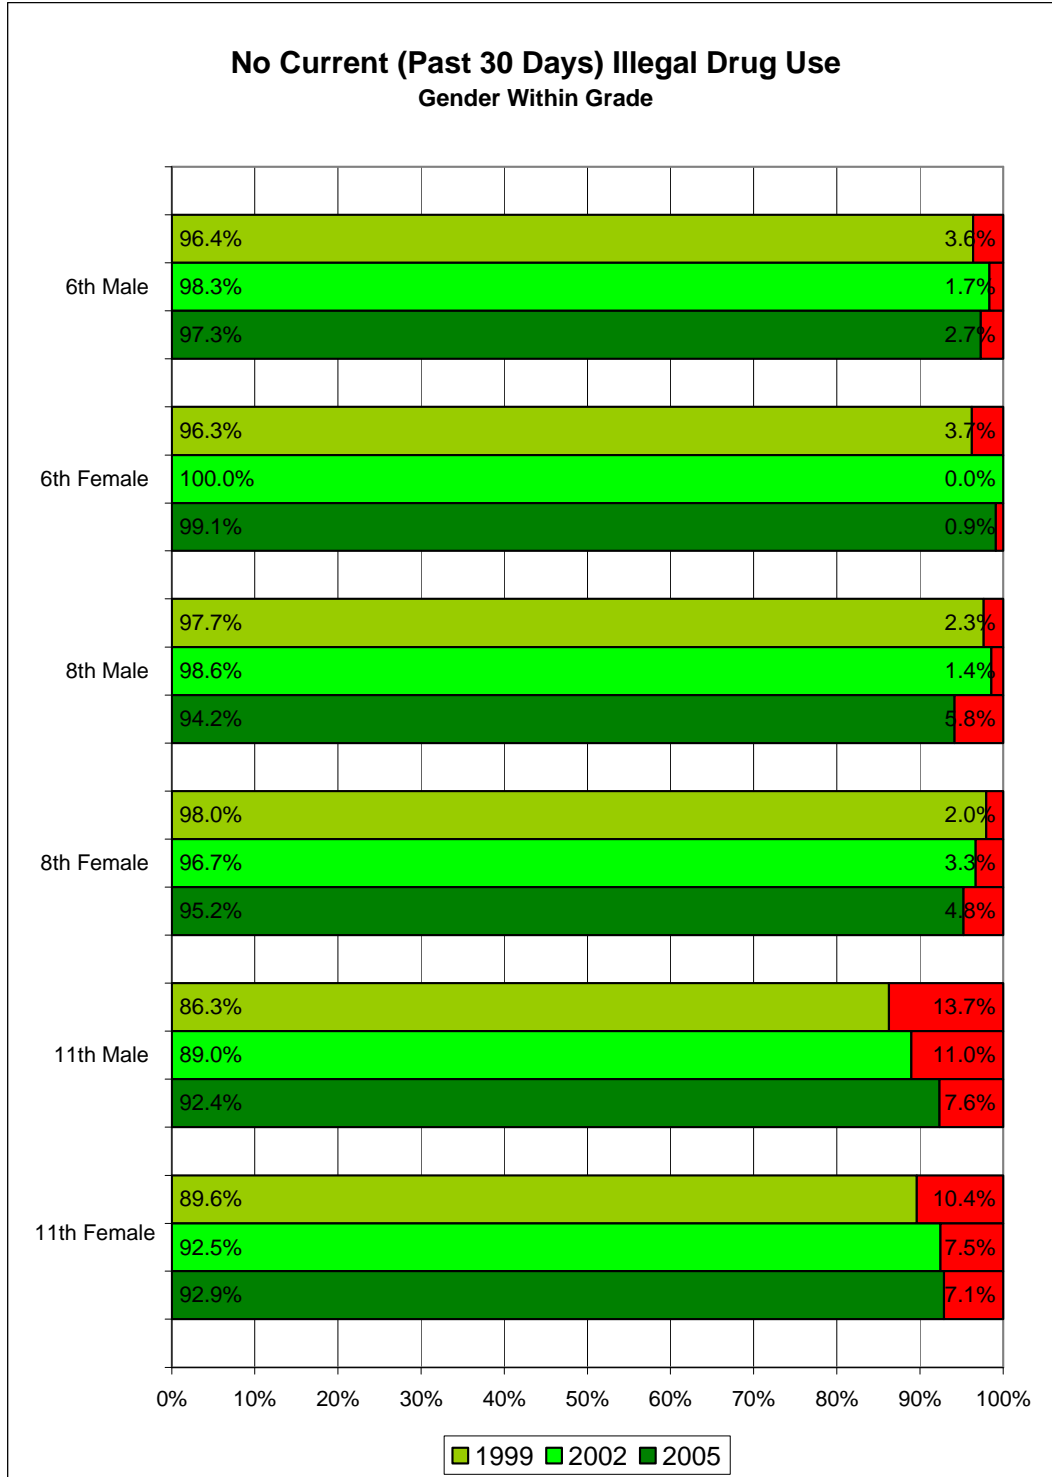 No Current (Past 30 Days) Illegal Drug Use
Gender Within Grade
96.4% 3.6%
6th Male 98.3% 1.7%
97.3% 2.7%
96.3% 3.7%
6th Female 100.0% 0.0%
99.1% 0.9%
97.7% 2.3%
8th Male 98.6% 1.4%
94.2% 5.8%
98.0% 2.0%
8th Female 96.7% 3.3%
95.2% 4.8%
86.3% 13.7%
11th Male 89.0% 11.0%
92.4% 7.6%
89.6% 10.4%
11th Female 92.5% 7.5%
92.9% 7.1%
0% 10% 20% 30% 40% 50% 60% 70% 80% 90% 100%
1999 2002 2005